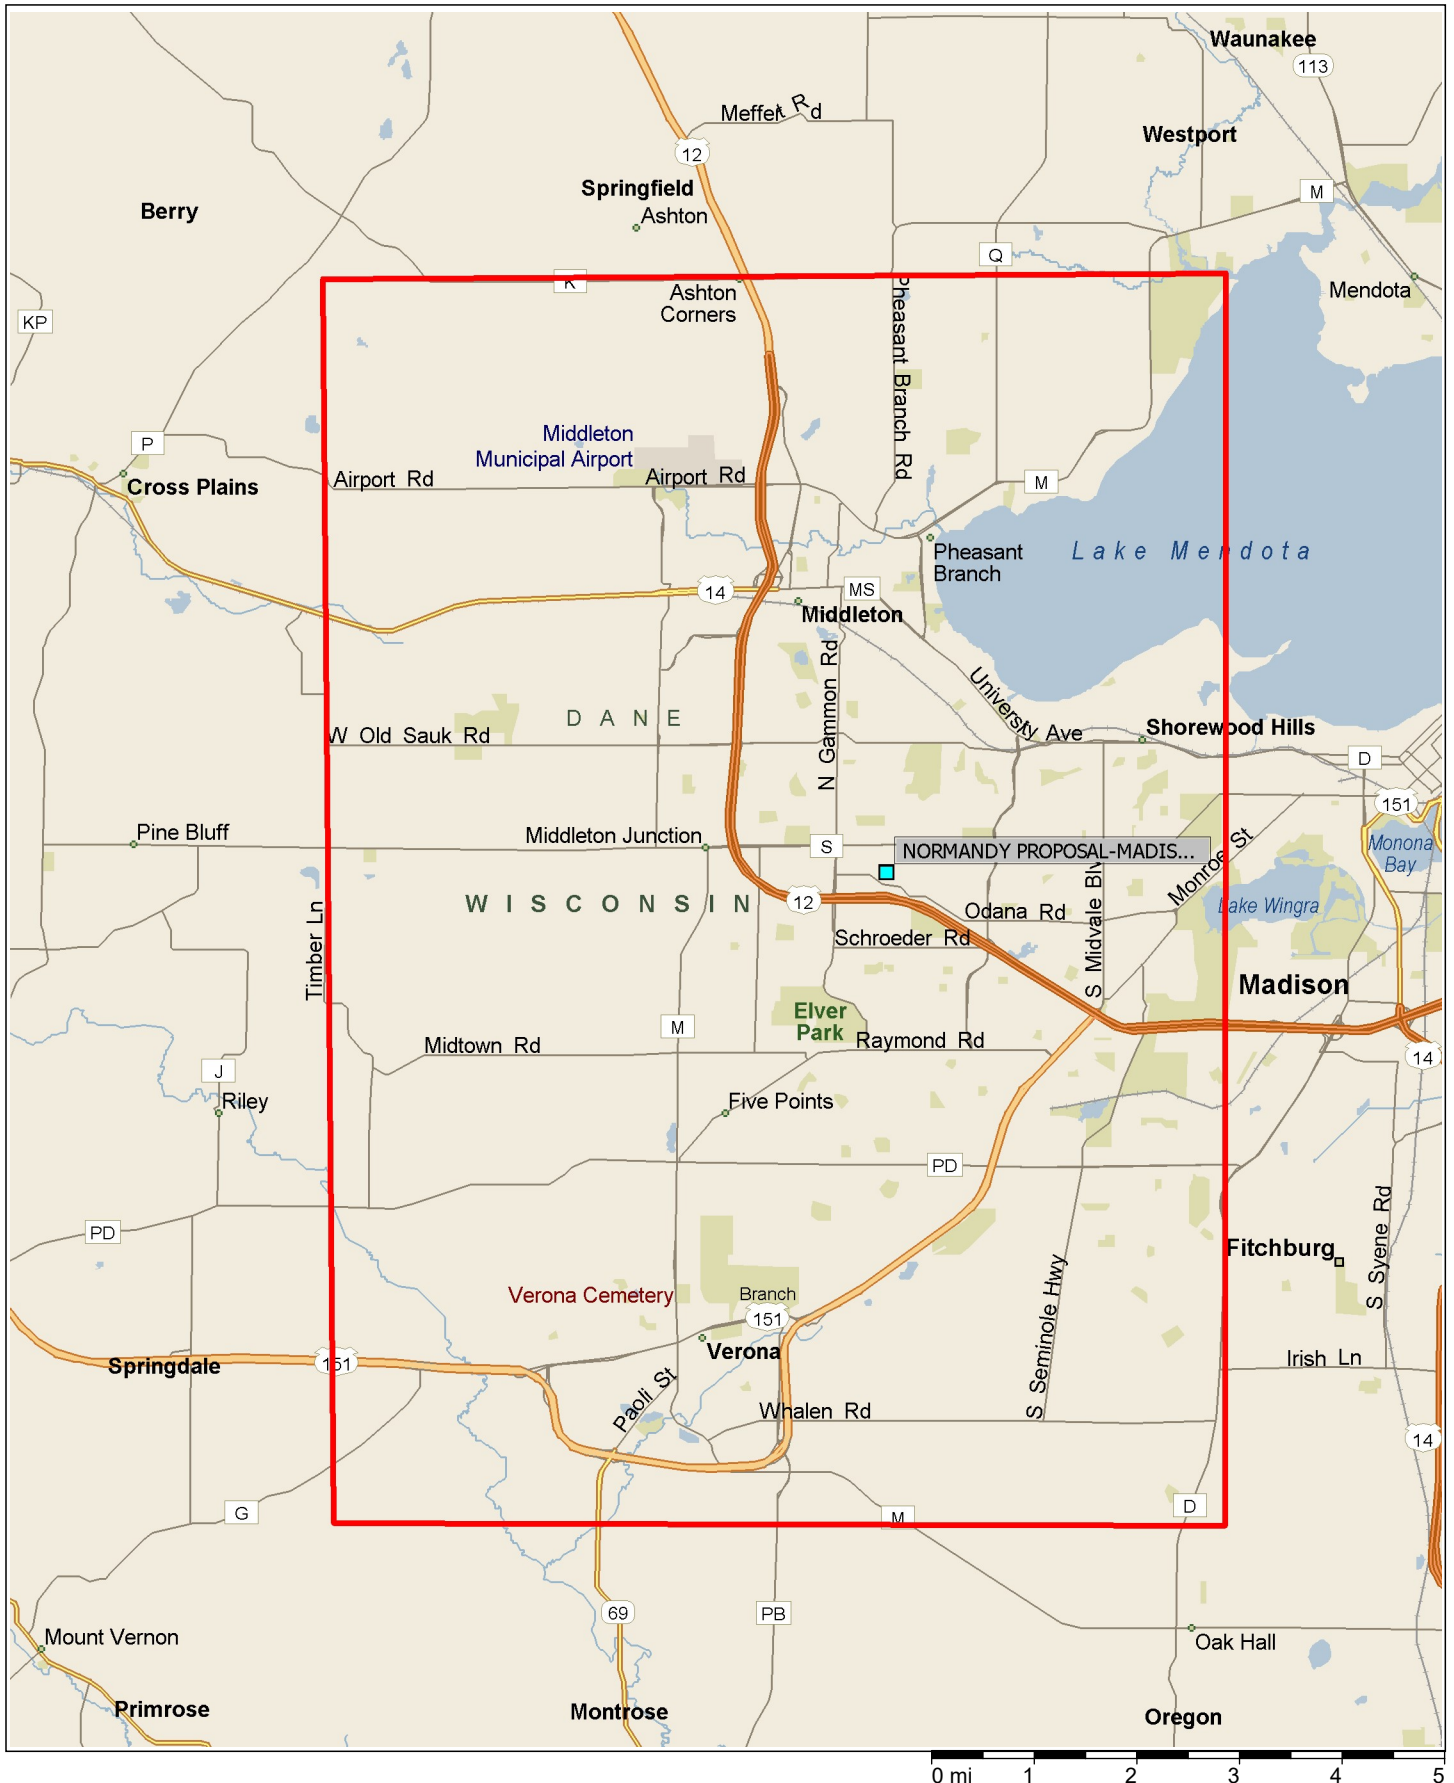 Waunakee
113
Meffert Rd
Westport
12
Springfield
M
Berry
Ashton
Q
K
Ashton
Corners
Mendota
KP
Pheasant Branch Rd
Middleton
Municipal Airport
P
Airport Rd
Airport Rd
M
Cross Plains
Lake Mendota
Pheasant
Branch
14
MS
Middleton
N Gammon Rd
University Ave
DANE
W Old Sauk Rd
Shorewood Hills
D
151
Pine Bluff
Middleton Junction
S
NORMANDY PROPOSAL-MADIS...
Monona
Bay
Monroe St
WISCONSIN
12
Odana Rd
Lake Wingra
Schroeder Rd
S Midvale Blv
Timber Ln
Madison
Elver
Park
M
Midtown Rd
Raymond Rd
14
J
Riley
Five Points
PD
PD
S Syene Rd
Fitchburg
Verona Cemetery
Branch
151
S Seminole Hwy
Verona
Springdale
151
Irish Ln
Paoli St
Whalen Rd
14
G
M
D
69
PB
Mount Vernon
Oak Hall
Primrose
Montrose
Oregon
0 mi 1 2 3 4 5